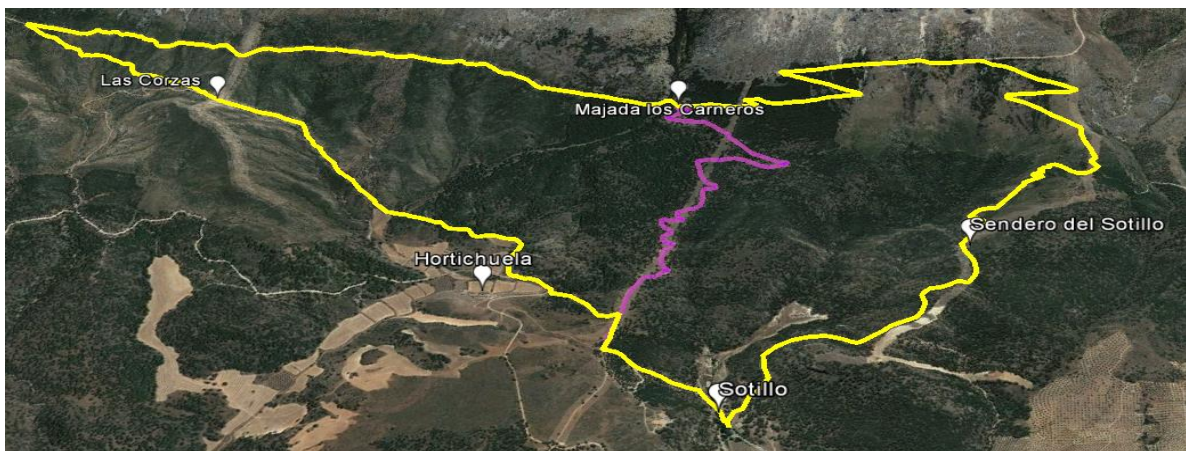 Las Corzas
Majada los Carneros
Sendero del Sotillo
Hortichuela
Sotillo